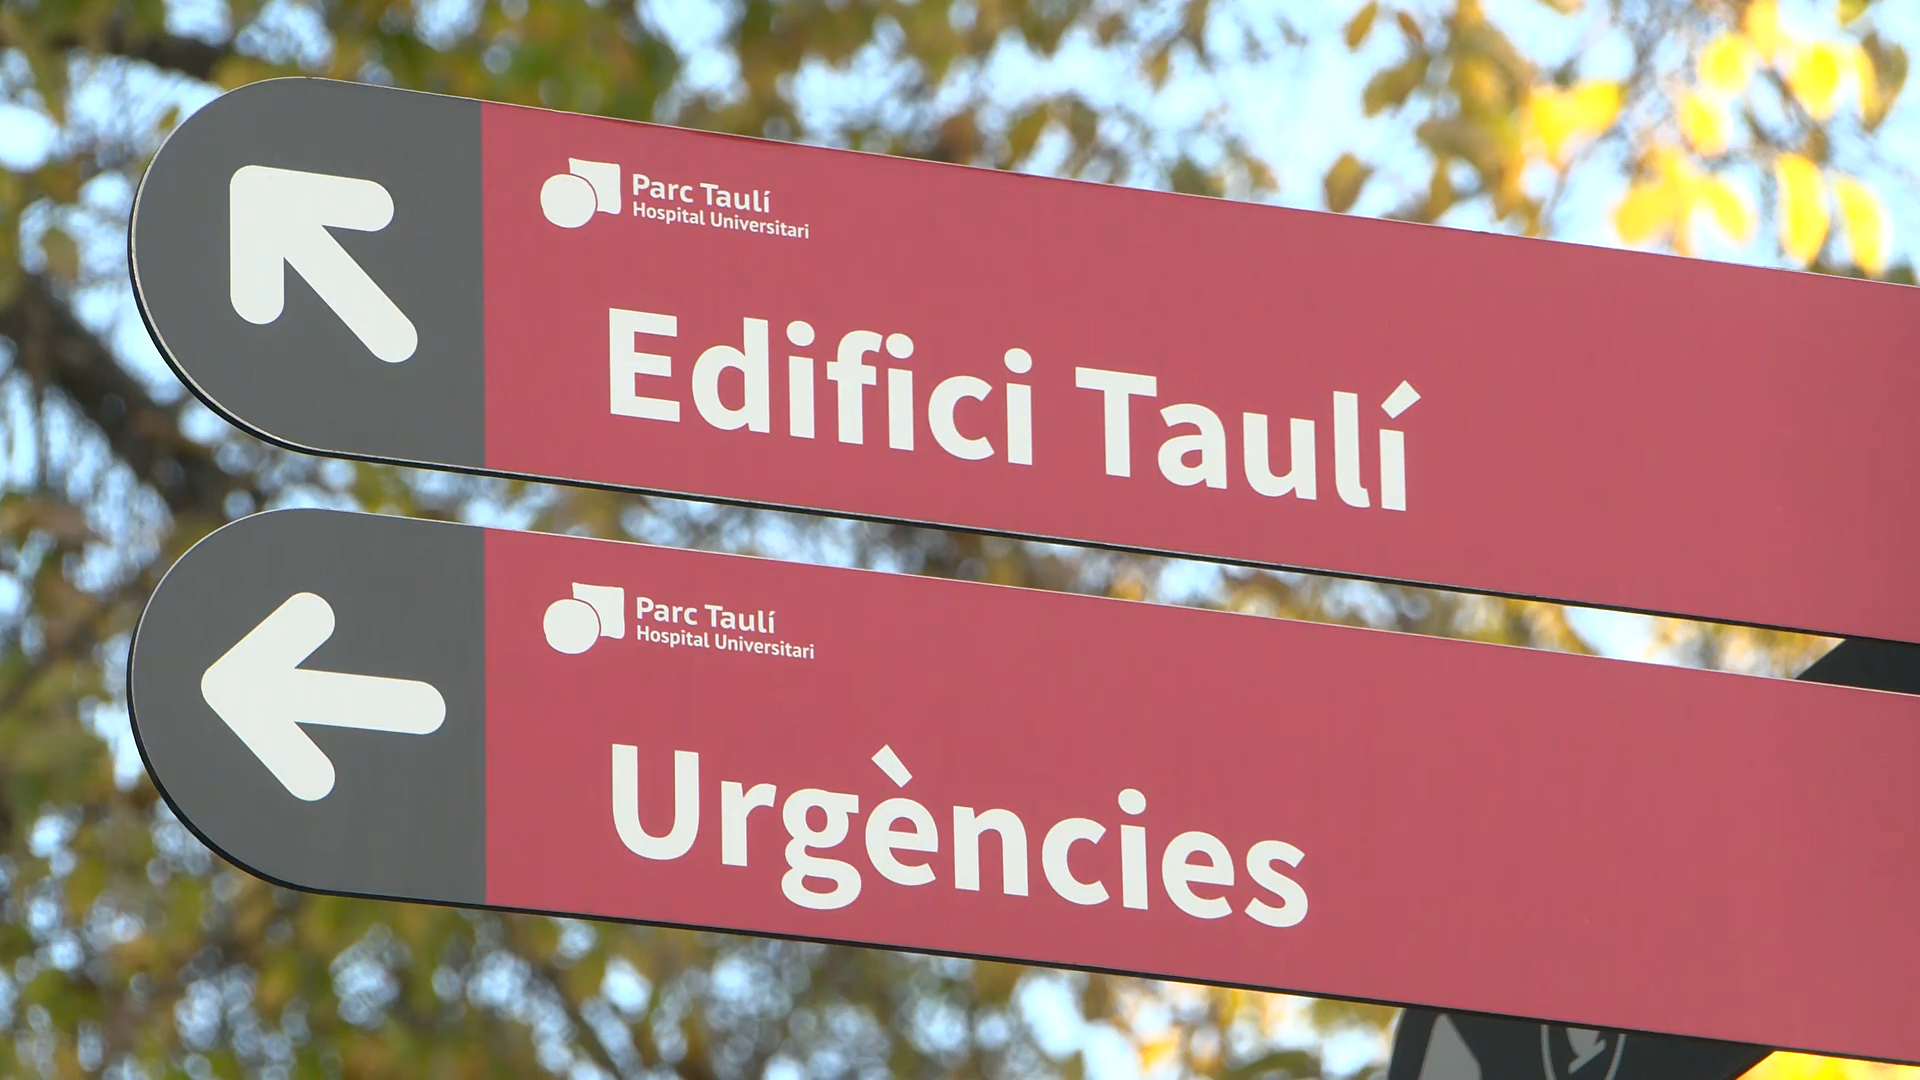 Parc Taulí
Hospital Universitari
Edifici Taulí
Parc Taulí
Hospital Universitari
Urgències